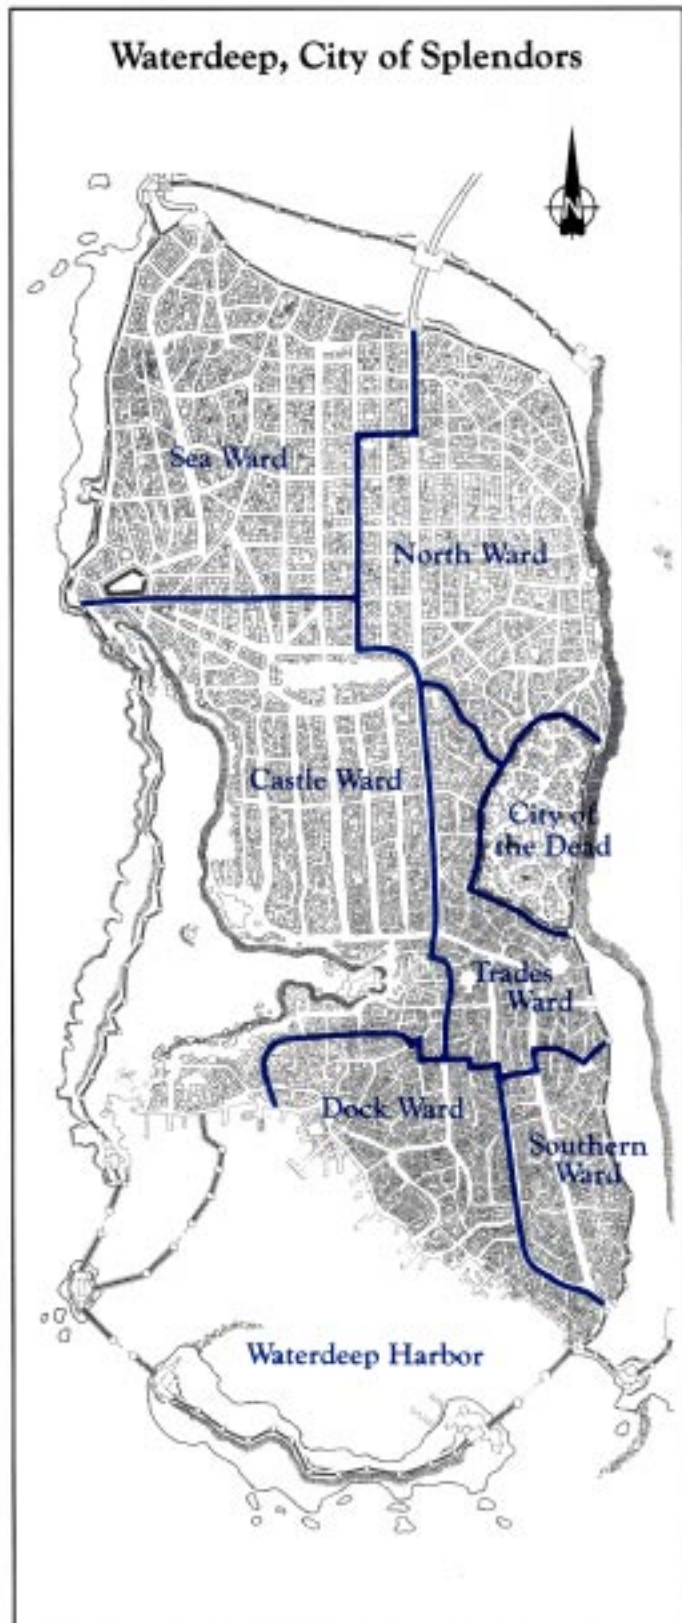 Waterdeep, City of Splendors
N
Sea Ward
North Ward
Castle Ward
City of
the Dead
Trades
Ward
Dock Ward
Southern
Ward
Waterdeep Harbor